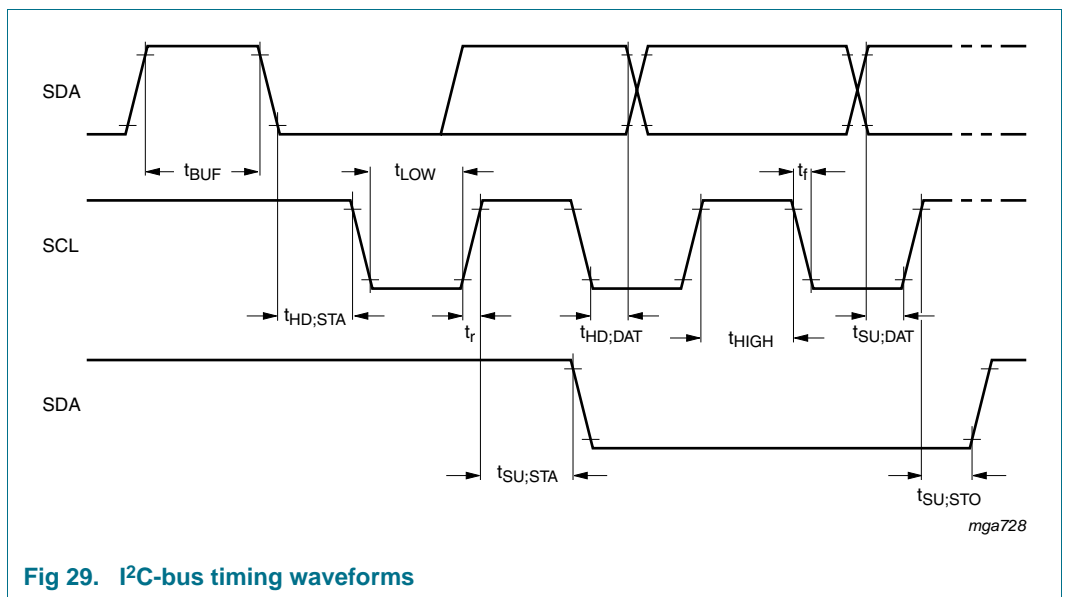 SDA
tBUF
tLOW
tf
SCL
tHD;STA
tr
tHD;DAT
tHIGH
tSU;DAT
SDA
tSU;STA
tSU;STO
mga728
Fig 29. I2C-bus timing waveforms